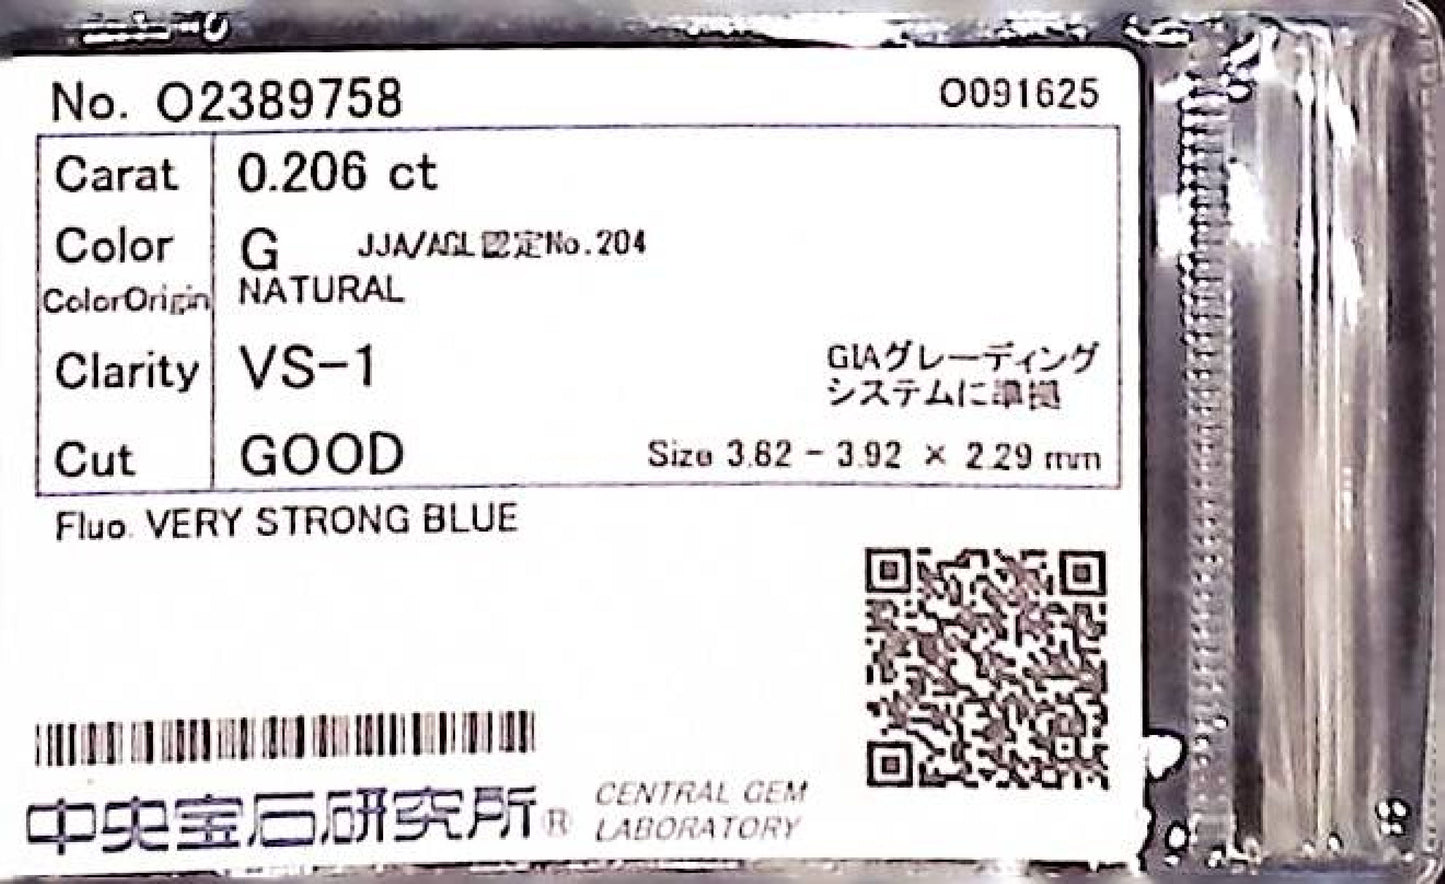 No. O2389758
O091625
Carat 0.206 ct
Color G JJA/AGL認定No.204
ColorOrigin NATURAL
Clarity VS-1
GIAグレーディング
システムに準拠
Cut GOOD Size 3.62 - 3.92 × 2.29 mm
Fluo. VERY STRONG BLUE
中央宝石研究所® CENTRAL GEM
LABORATORY